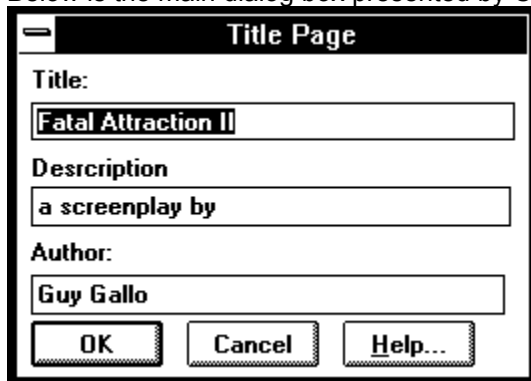 Below is the main dialog box presented by
Title Page
Title:
Fatal Attraction II
Desrcription
a screenplay by
Author:
Guy Gallo
OK Cancel Help...